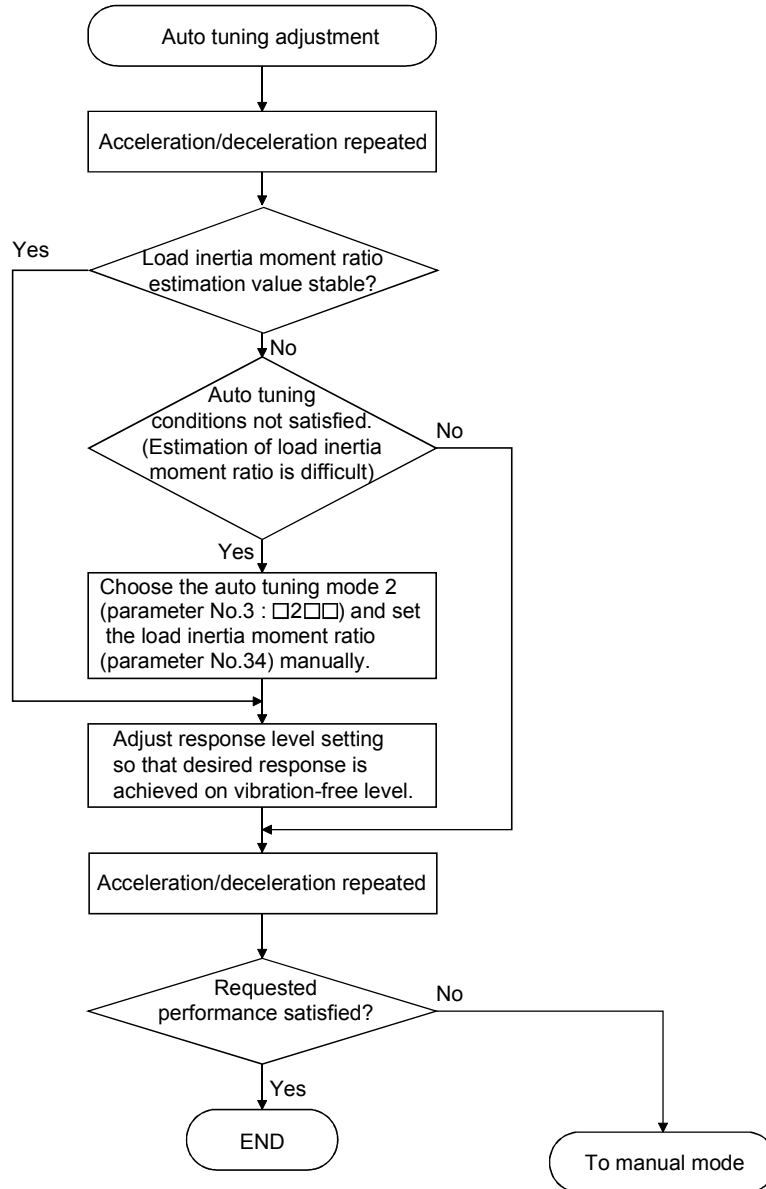 Auto tuning adjustment
Acceleration/deceleration repeated
Yes
Load inertia moment ratio
estimation value stable?
No
Auto tuning
conditions not satisfied.
(Estimation of load inertia
moment ratio is difficult)
No
Yes
Choose the auto tuning mode 2
(parameter No.3 : □2□□) and set
the load inertia moment ratio
(parameter No.34) manually.
Adjust response level setting
so that desired response is
achieved on vibration-free level.
Acceleration/deceleration repeated
Requested
performance satisfied?
No
Yes
END
To manual mode